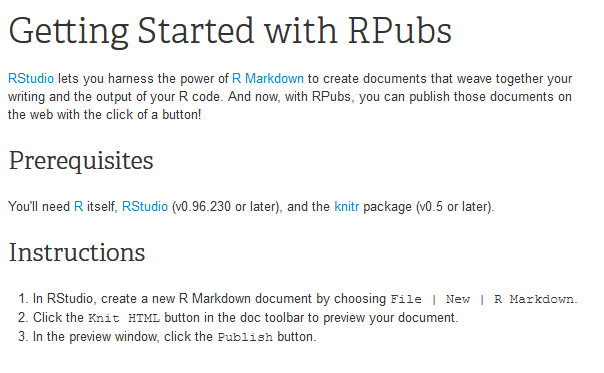 Getting Started with RPubs
RStudio lets you harness the power of R Markdown to create documents that weave together your
writing and the output of your R code. And now, with RPubs, you can publish those documents on
the web with the click of a button!
Prerequisites
You'll need R itself, RStudio (v0.96.230 or later), and the knitr package (v0.5 or later).
Instructions
1. In RStudio, create a new R Markdown document by choosing File | New | R Markdown.
2. Click the Knit HTML button in the doc toolbar to preview your document.
3. In the preview window, click the Publish button.